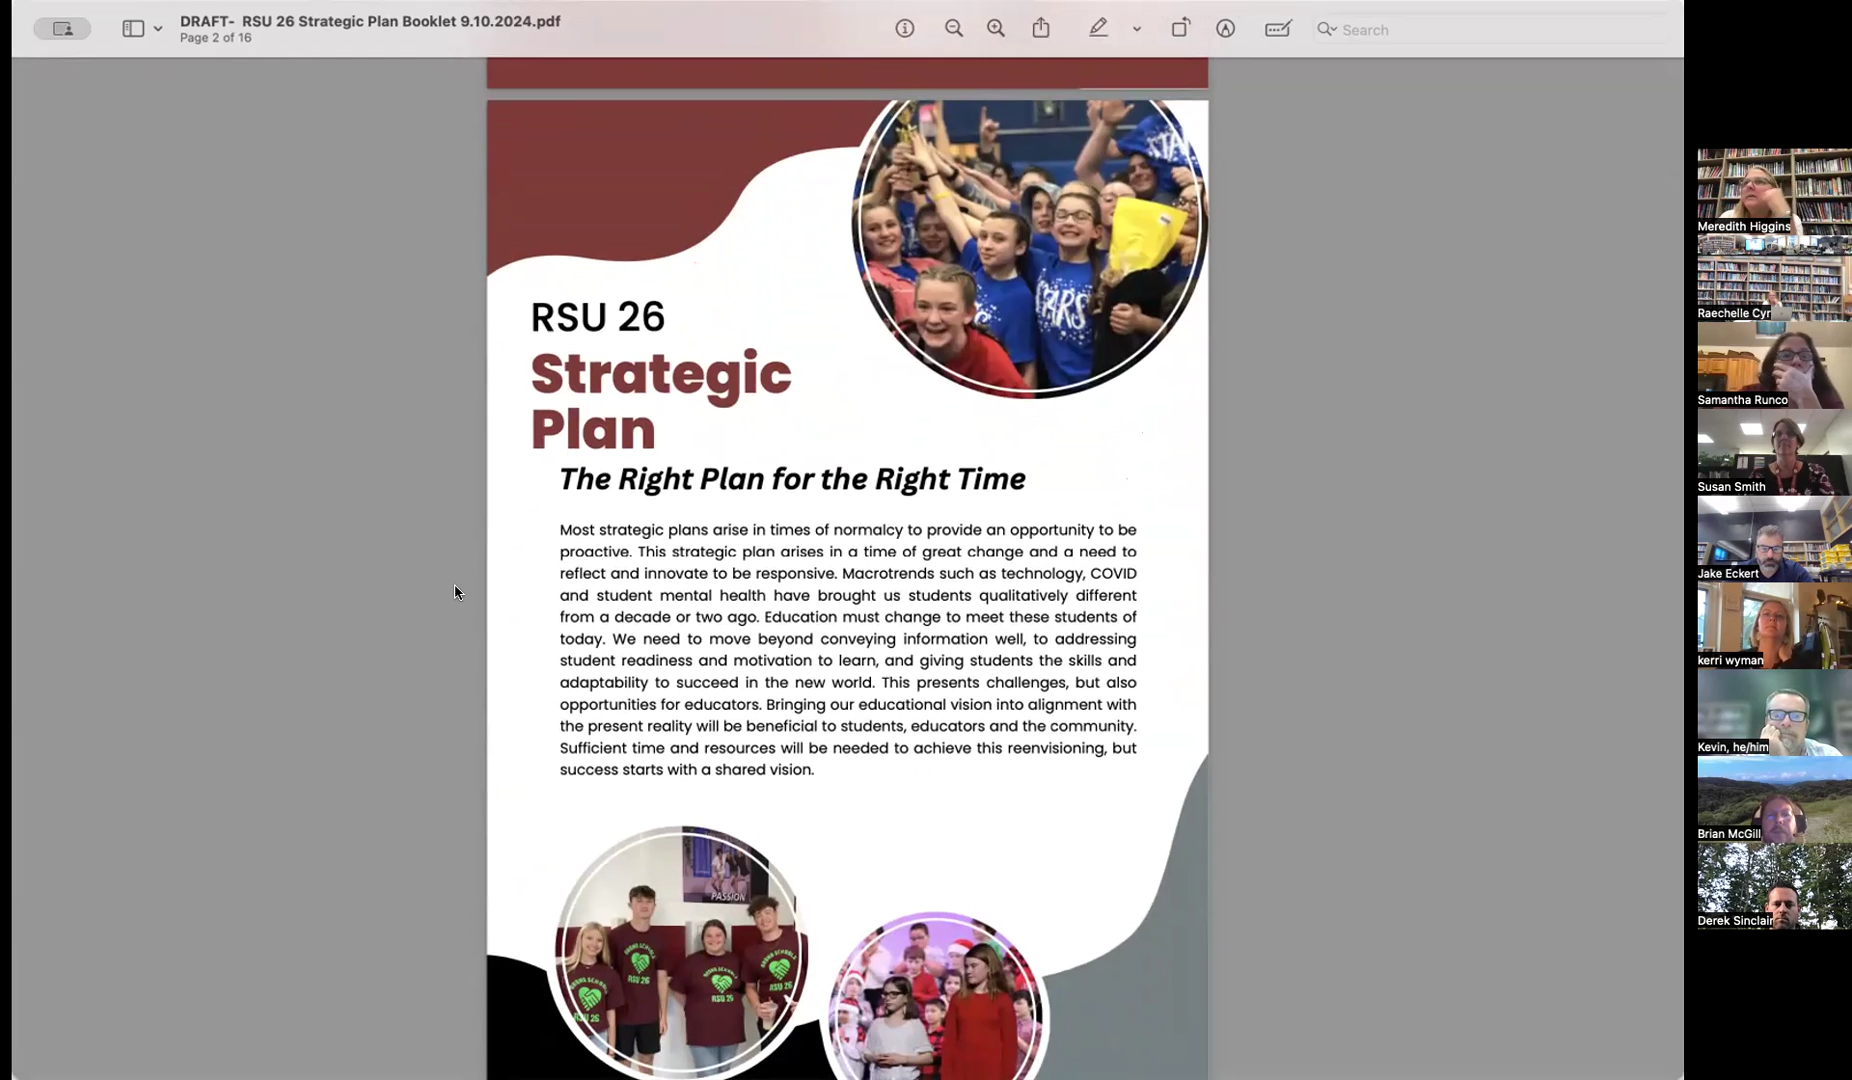 DRAFT-  RSU 26 Strategic Plan Booklet 9.10.2024.pdf
Page 2 of 16
Search
RSU 26
Strategic
Plan
The Right Plan for the Right Time
Most strategic plans arise in times of normalcy to provide an opportunity to be
proactive. This strategic plan arises in a time of great change and a need to
reflect and innovate to be responsive. Macrotrends such as technology, COVID
and student mental health have brought us students qualitatively different
from a decade or two ago. Education must change to meet these students of
today. We need to move beyond conveying information well, to addressing
student readiness and motivation to learn, and giving students the skills and
adaptability to succeed in the new world. This presents challenges, but also
opportunities for educators. Bringing our educational vision into alignment with
the present reality will be beneficial to students, educators and the community.
Sufficient time and resources will be needed to achieve this reenvisioning, but
success starts with a shared vision.
STARS
PASSION
RSU 26
RSU 26
RSU 26
RSU 26
Meredith Higgins
Raechelle Cyr
Samantha Runco
Susan Smith
Jake Eckert
kerri wyman
Kevin, he/him
Brian McGill
Derek Sinclair